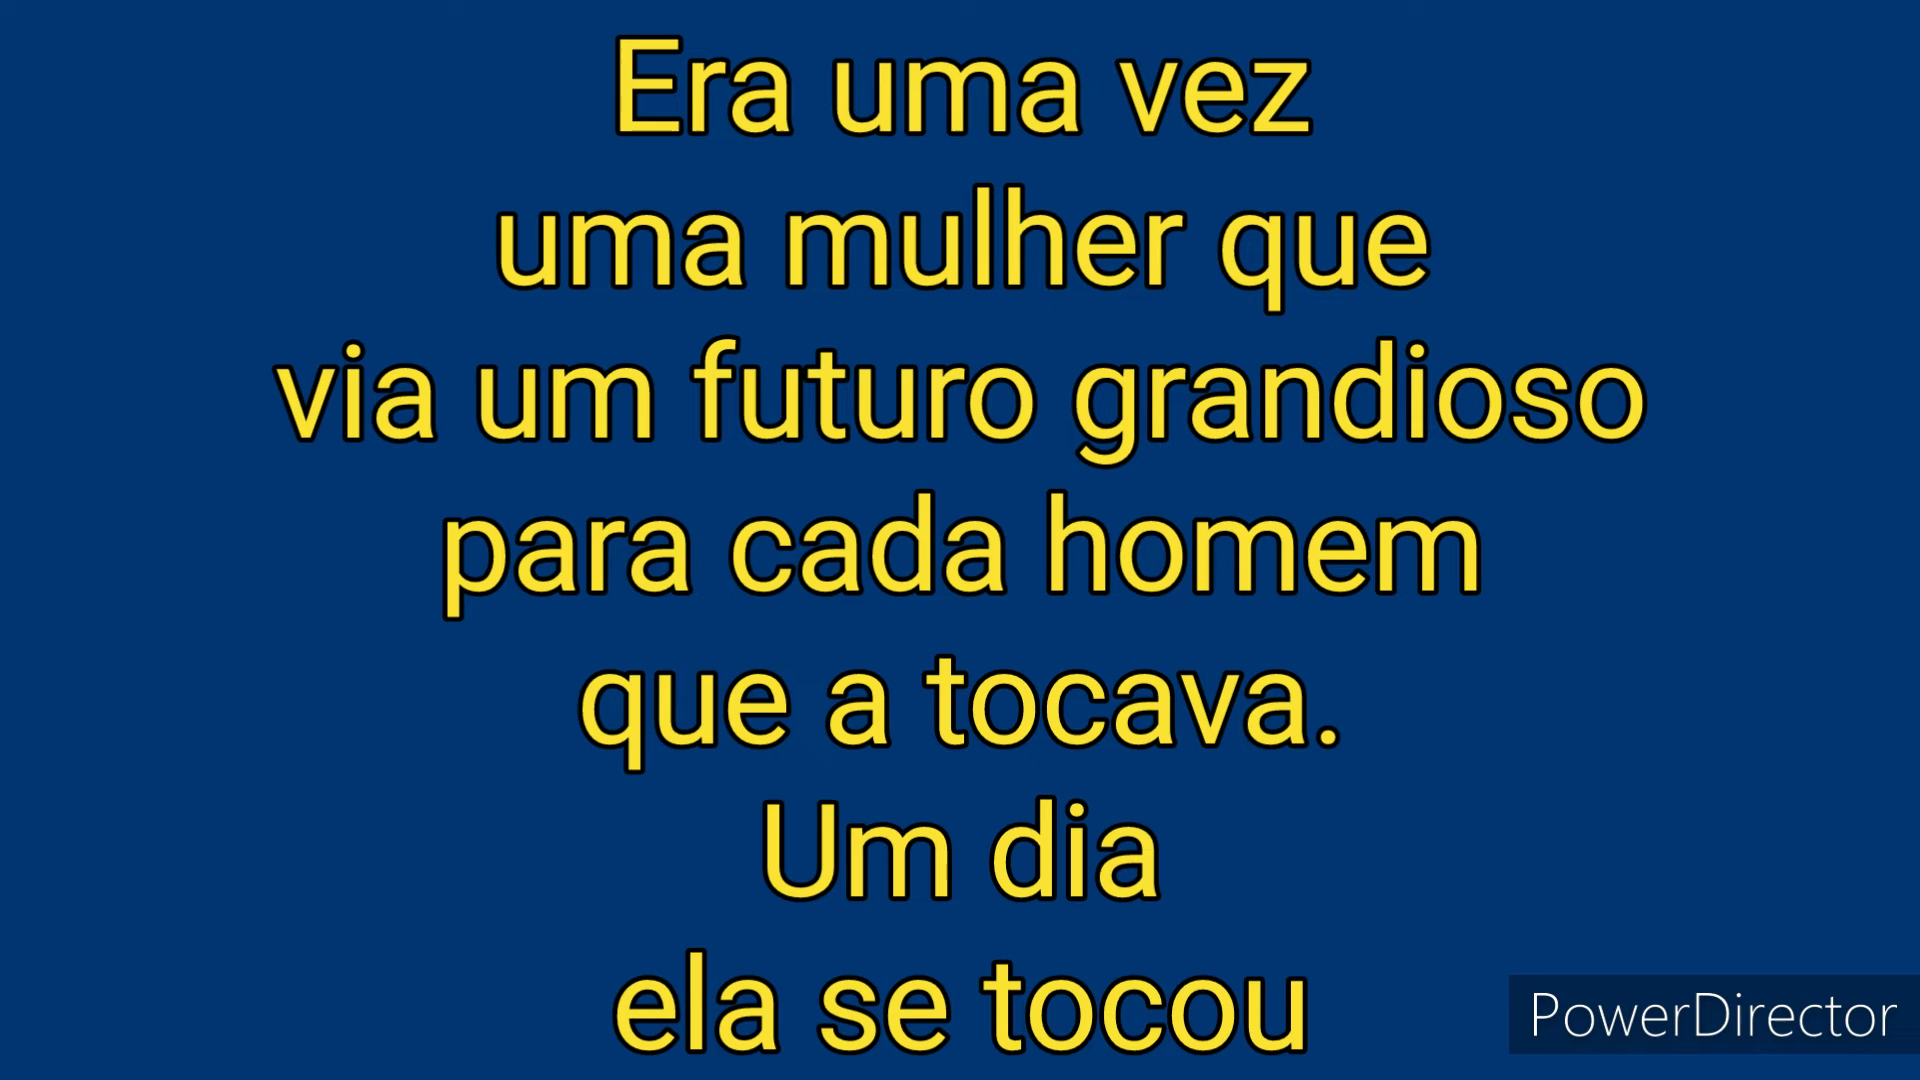 Era uma vez
uma mulher que
via um futuro grandioso
para cada homem
que a tocava.
Um dia
ela se tocou
PowerDirector